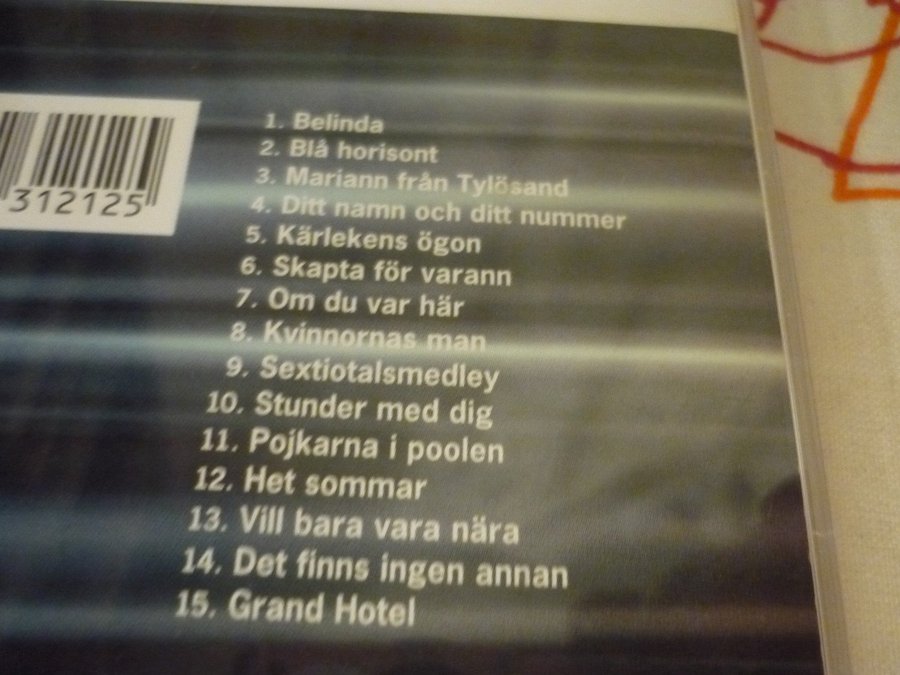 312125
1. Belinda
2. Blå horisont
3. Mariann från Tylösand
4. Ditt namn och ditt nummer
5. Kärlekens ögon
6. Skapta för varann
7. Om du var här
8. Kvinnornas man
9. Sextiotalsmedley
10. Stunder med dig
11. Pojkarna i poolen
12. Het sommar
13. Vill bara vara nära
14. Det finns ingen annan
15. Grand Hotel